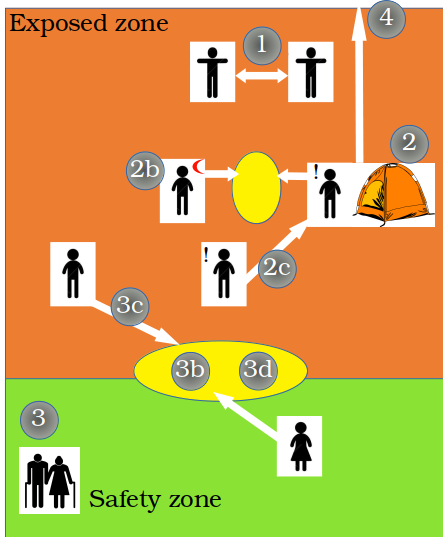 Exposed zone
1
4
2
2b
!
!
2c
3c
3b
3d
3
Safety zone